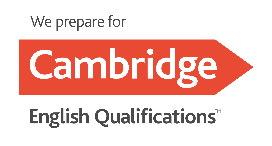 We prepare for
Cambridge
English Qualifications™